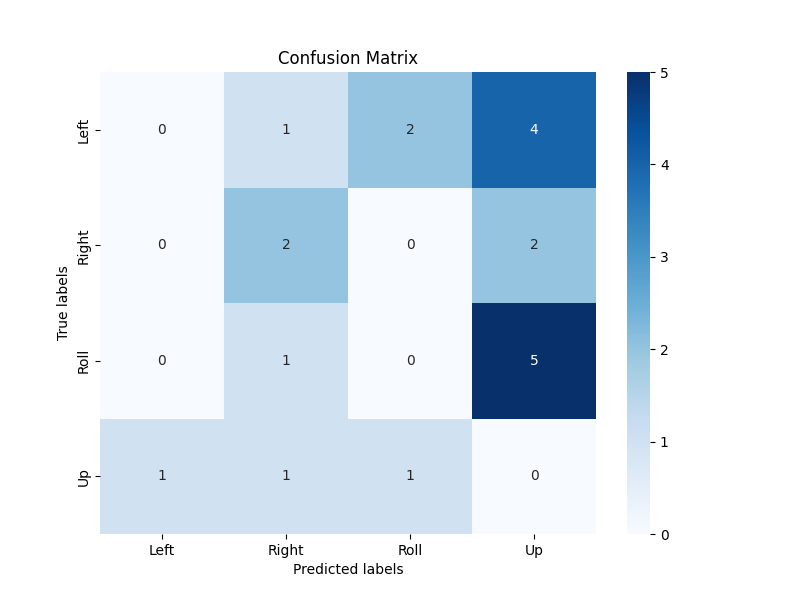 Confusion Matrix
Left 0 1 2 4
Right 0 2 0 2
Roll 0 1 0 5
Up 1 1 1 0
Left Right Roll Up
Predicted labels
True labels
5
4
3
2
1
0